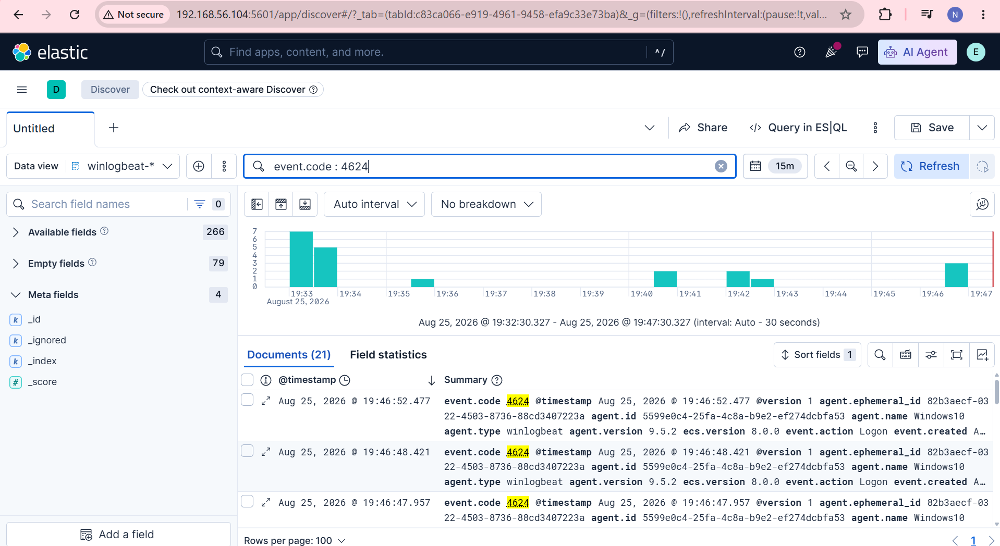 Not secure
192.168.56.104:5601/app/discover#/?_tab=(tabId:c83ca066-e919-4961-9458-efa9c33e73ba)&_g=(filters:!(),refreshInterval:(pause:!t,val...
N
elastic
Find apps, content, and more.
^/
AI Agent
E
D
Discover
Check out context-aware Discover
Untitled
Share
Query in ES|QL
Save
Data view
winlogbeat-*
event.code : 4624
15m
Refresh
Search field names
0
Auto interval
No breakdown
Available fields
266
Empty fields
79
Meta fields
4
_id
_ignored
_index
_score
Add a field
7
6
5
4
3
2
1
0
19:33
19:34
19:35
19:36
19:37
19:38
19:39
19:40
19:41
19:42
19:43
19:44
19:45
19:46
19:47
August 25, 2026
Aug 25, 2026 @ 19:32:30.327 - Aug 25, 2026 @ 19:47:30.327 (interval: Auto - 30 seconds)
Documents (21)
Field statistics
Sort fields 1
@timestamp
Summary
Aug 25, 2026 @ 19:46:52.477
event.code 4624 @timestamp Aug 25, 2026 @ 19:46:52.477 @version 1 agent.ephemeral_id 82b3aecf-03
22-4503-8736-88cd3407223a agent.id 5599e0c4-25fa-4c8a-b9e2-ef274dcbfa53 agent.name Windows10
agent.type winlogbeat agent.version 9.5.2 ecs.version 8.0.0 event.action Logon event.created A...
Aug 25, 2026 @ 19:46:48.421
event.code 4624 @timestamp Aug 25, 2026 @ 19:46:48.421 @version 1 agent.ephemeral_id 82b3aecf-03
22-4503-8736-88cd3407223a agent.id 5599e0c4-25fa-4c8a-b9e2-ef274dcbfa53 agent.name Windows10
agent.type winlogbeat agent.version 9.5.2 ecs.version 8.0.0 event.action Logon event.created A...
Aug 25, 2026 @ 19:46:47.957
event.code 4624 @timestamp Aug 25, 2026 @ 19:46:47.957 @version 1 agent.ephemeral_id 82b3aecf-03
22-4503-8736-88cd3407223a agent.id 5599e0c4-25fa-4c8a-b9e2-ef274dcbfa53 agent.name Windows10
Rows per page: 100
1